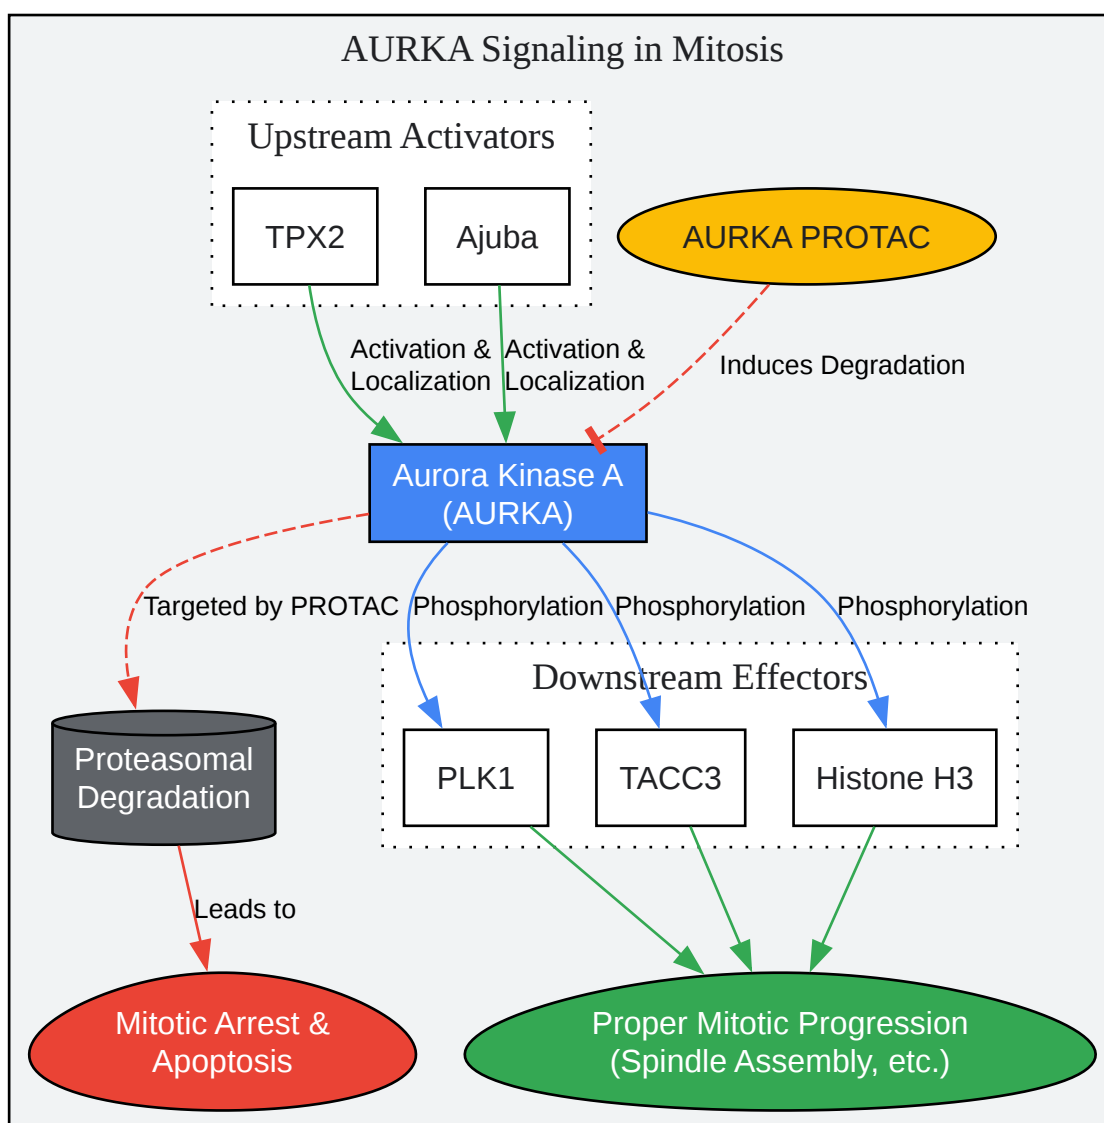 AURKA Signaling in Mitosis
Upstream Activators
TPX2
Ajuba
AURKA PROTAC
Activation &
Localization
Activation &
Localization
Induces Degradation
Aurora Kinase A
(AURKA)
Targeted by PROTAC
Phosphorylation
Phosphorylation
Phosphorylation
Downstream Effectors
Proteasomal
Degradation
PLK1
TACC3
Histone H3
Leads to
Mitotic Arrest &
Apoptosis
Proper Mitotic Progression
(Spindle Assembly, etc.)